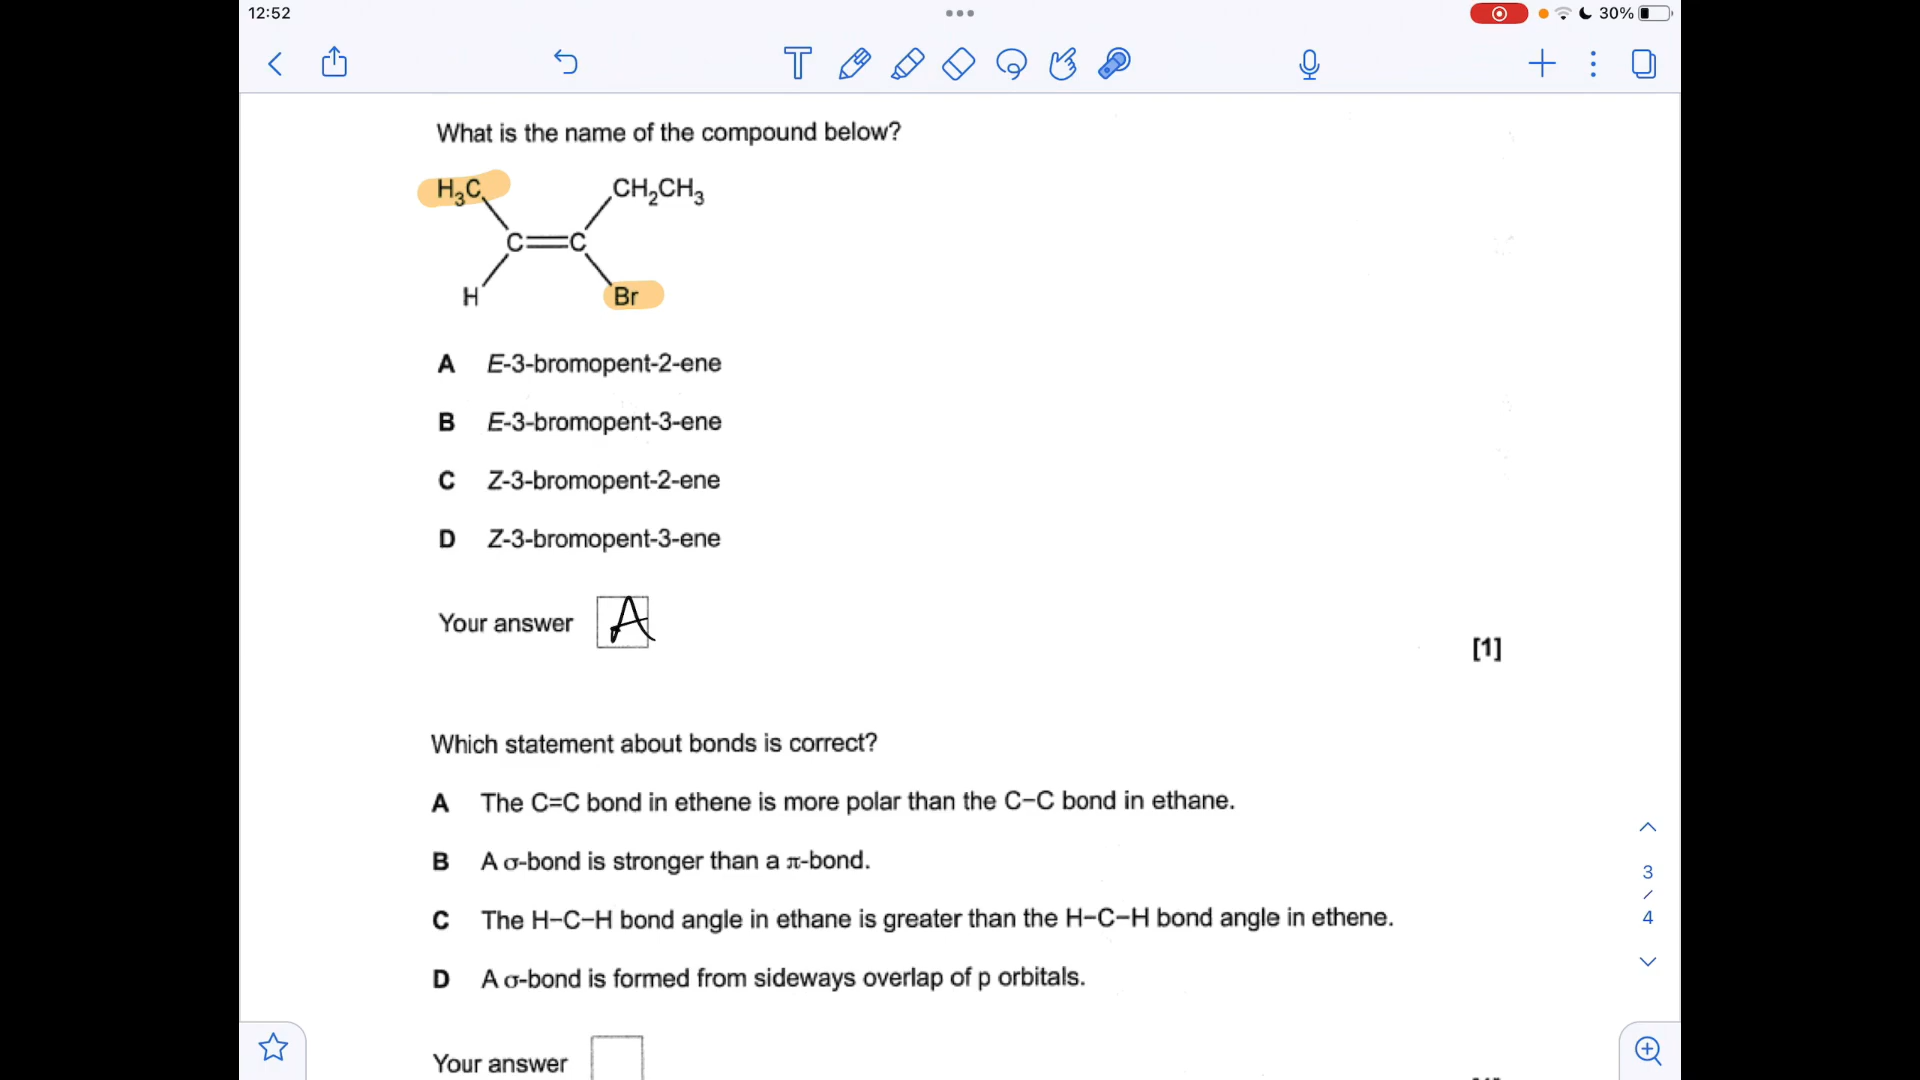 12:52
30%
What is the name of the compound below?
H₃C CH₂CH₃
C=C
H Br
A E-3-bromopent-2-ene
B E-3-bromopent-3-ene
C Z-3-bromopent-2-ene
D Z-3-bromopent-3-ene
Your answer A
[1]
Which statement about bonds is correct?
A The C=C bond in ethene is more polar than the C–C bond in ethane.
B A σ-bond is stronger than a π-bond.
C The H–C–H bond angle in ethane is greater than the H–C–H bond angle in ethene.
D A σ-bond is formed from sideways overlap of p orbitals.
3
/
4
Your answer